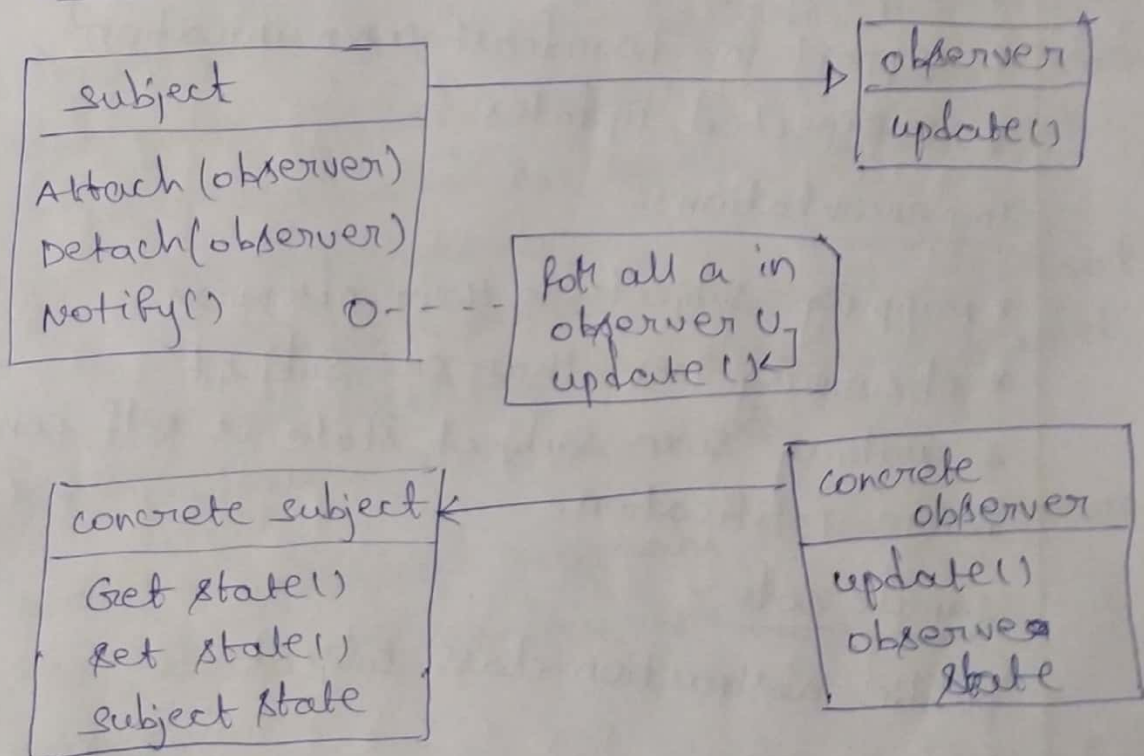 subject
Attach (observer)
Detach (observer)
Notify()
observer
update()
for all a in
observer
update()
concrete subject
Get state()
set state()
subject state
concrete
observer
update()
observer
state